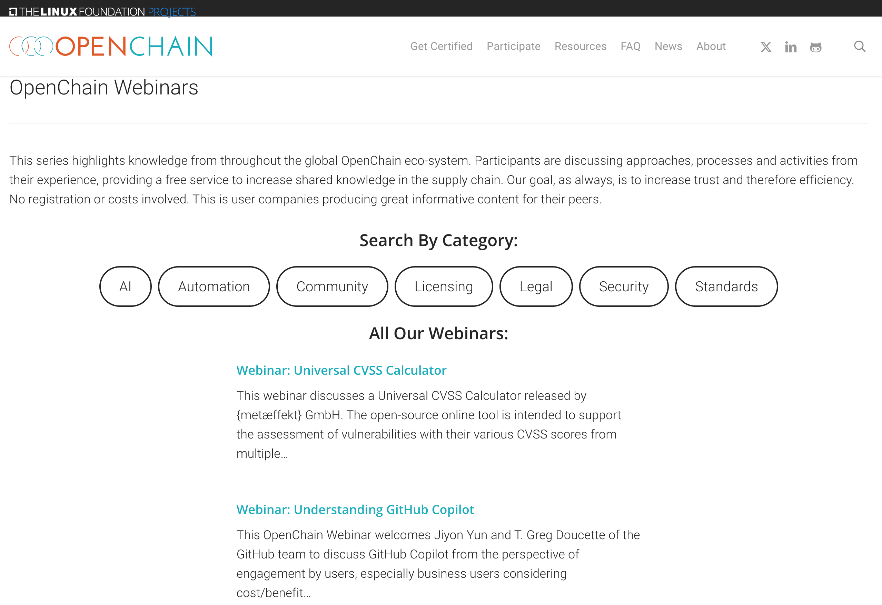 THE LINUX FOUNDATION PROJECTS
OPENCHAIN
Get Certified Participate Resources FAQ News About
OpenChain Webinars
This series highlights knowledge from throughout the global OpenChain eco-system. Participants are discussing approaches, processes and activities from
their experience, providing a free service to increase shared knowledge in the supply chain. Our goal, as always, is to increase trust and therefore efficiency.
No registration or costs involved. This is user companies producing great informative content for their peers.
Search By Category:
AI Automation Community Licensing Legal Security Standards
All Our Webinars:
Webinar: Universal CVSS Calculator
This webinar discusses a Universal CVSS Calculator released by
{metæffekt} GmbH. The open-source online tool is intended to support
the assessment of vulnerabilities with their various CVSS scores from
multiple...
Webinar: Understanding GitHub Copilot
This OpenChain Webinar welcomes Jiyon Yun and T. Greg Doucette of the
GitHub team to discuss GitHub Copilot from the perspective of
engagement by users, especially business users considering
cost/benefit...